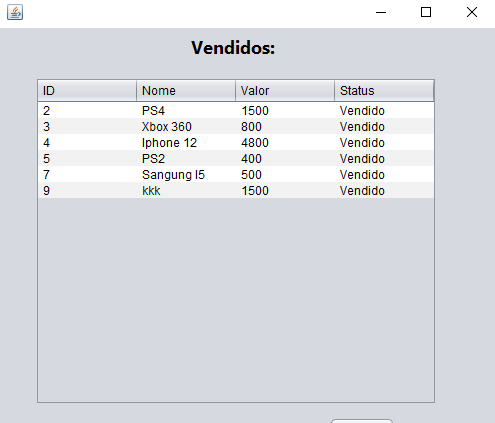 Vendidos:
ID Nome Valor Status
2 PS4 1500 Vendido
3 Xbox 360 800 Vendido
4 Iphone 12 4800 Vendido
5 PS2 400 Vendido
7 Sangung I5 500 Vendido
9 kkk 1500 Vendido